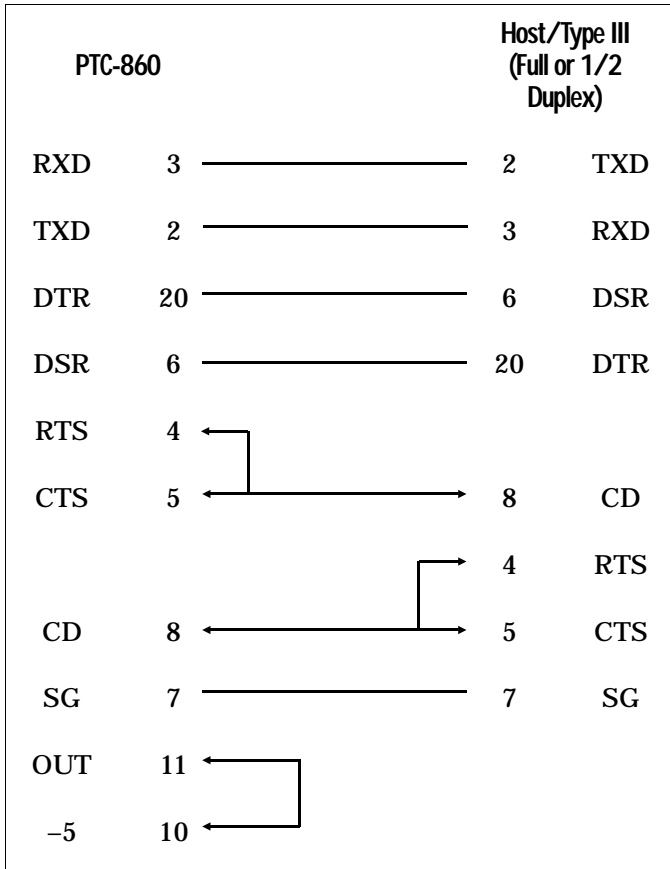 PTC-860
Host/Type III
(Full or 1/2
Duplex)
RXD 3 2 TXD
TXD 2 3 RXD
DTR 20 6 DSR
DSR 6 20 DTR
RTS 4
CTS 5 8 CD
4 RTS
CD 8 5 CTS
SG 7 7 SG
OUT 11
–5 10